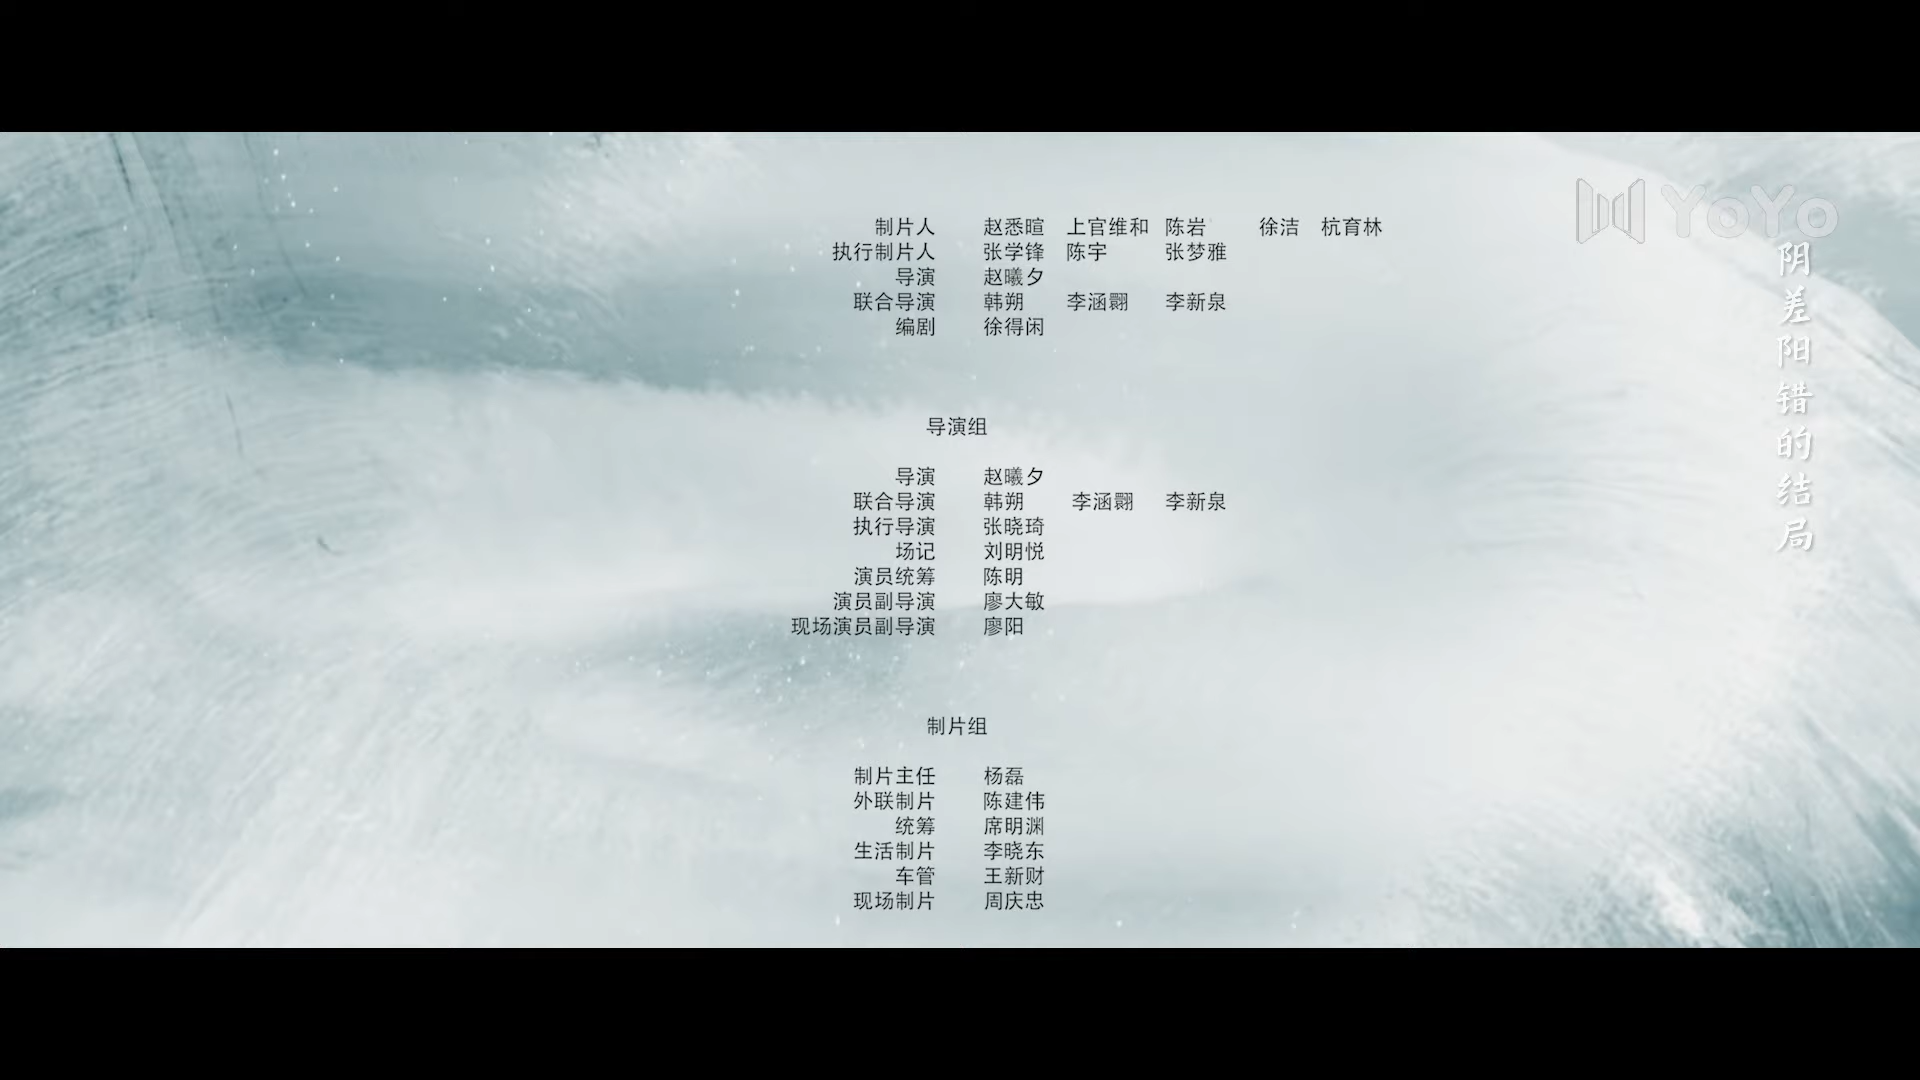 制片人 赵悉暄 上官维和 陈岩 徐洁 杭育林
执行制片人 张学锋 陈宇 张梦雅
导演 赵曦夕
联合导演 韩朔 李涵翾 李新泉
编剧 徐得闲
导演组
导演 赵曦夕
联合导演 韩朔 李涵翾 李新泉
执行导演 张晓琦
场记 刘明悦
演员统筹 陈明
演员副导演 廖大敏
现场演员副导演 廖阳
制片组
制片主任 杨磊
外联制片 陈建伟
统筹 席明渊
生活制片 李晓东
车管 王新财
现场制片 周庆忠
YoYo
阴差阳错的结局